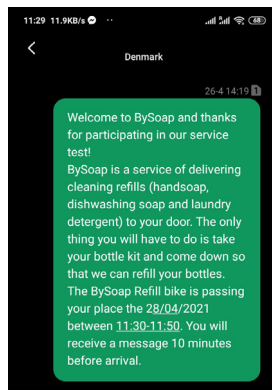 11:29 11.9KB/s ·· 68
Denmark
26-4 14:19 1
Welcome to BySoap and thanks
for participating in our service
test!
BySoap is a service of delivering
cleaning refills (handsoap,
dishwashing soap and laundry
detergent) to your door. The only
thing you will have to do is take
your bottle kit and come down so
that we can refill your bottles.
The BySoap Refill bike is passing
your place the 28/04/2021
between 11:30-11:50. You will
receive a message 10 minutes
before arrival.